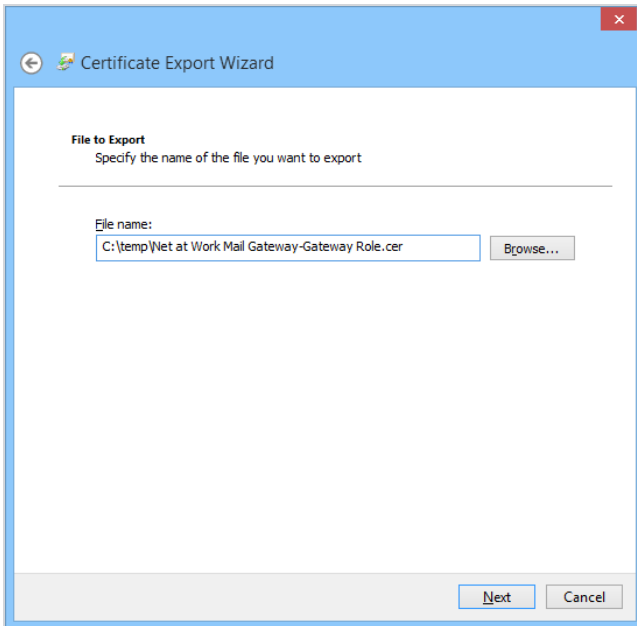 Certificate Export Wizard
File to Export
Specify the name of the file you want to export
File name:
C:\temp\Net at Work Mail Gateway-Gateway Role.cer
Browse...
Next
Cancel